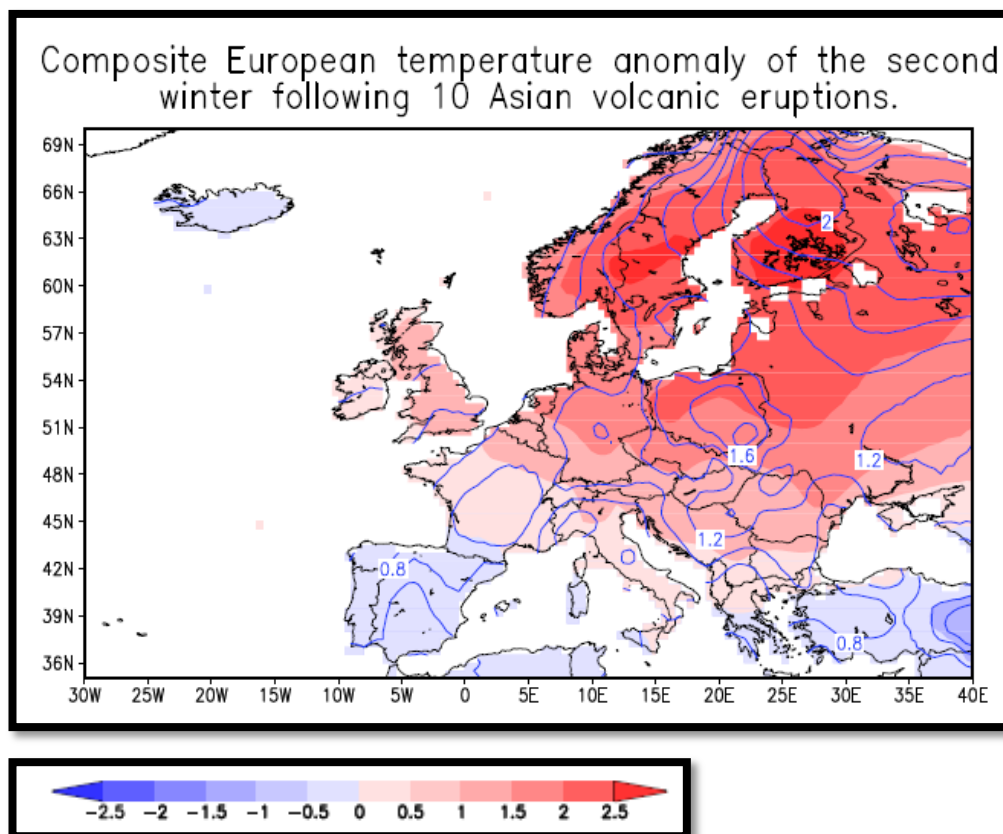 Composite European temperature anomaly of the second
winter following 10 Asian volcanic eruptions.
69N
66N
63N
60N
57N
54N
51N
48N
45N
42N
39N
36N
2
1.6
1.2
1.2
0.8
0.8
30W 25W 20W 15W 10W 5W 0 5E 10E 15E 20E 25E 30E 35E 40E
-2.5 -2 -1.5 -1 -0.5 0 0.5 1 1.5 2 2.5